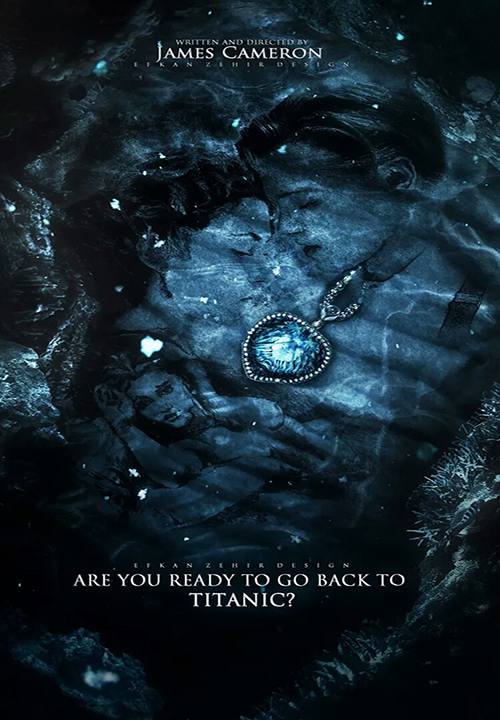 WRITTEN AND DIRECTED BY
JAMES CAMERON
EFKAN ZEHIR DESIGN
EFKAN ZEHIR DESIGN
ARE YOU READY TO GO BACK TO
TITANIC?